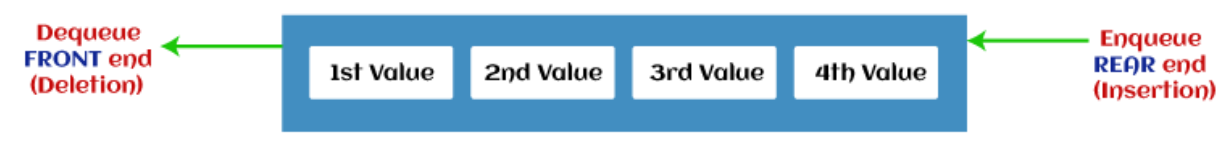 Dequeue
FRONT end
(Deletion)
1st Value
2nd Value
3rd Value
4th Value
Enqueue
REAR end
(Insertion)